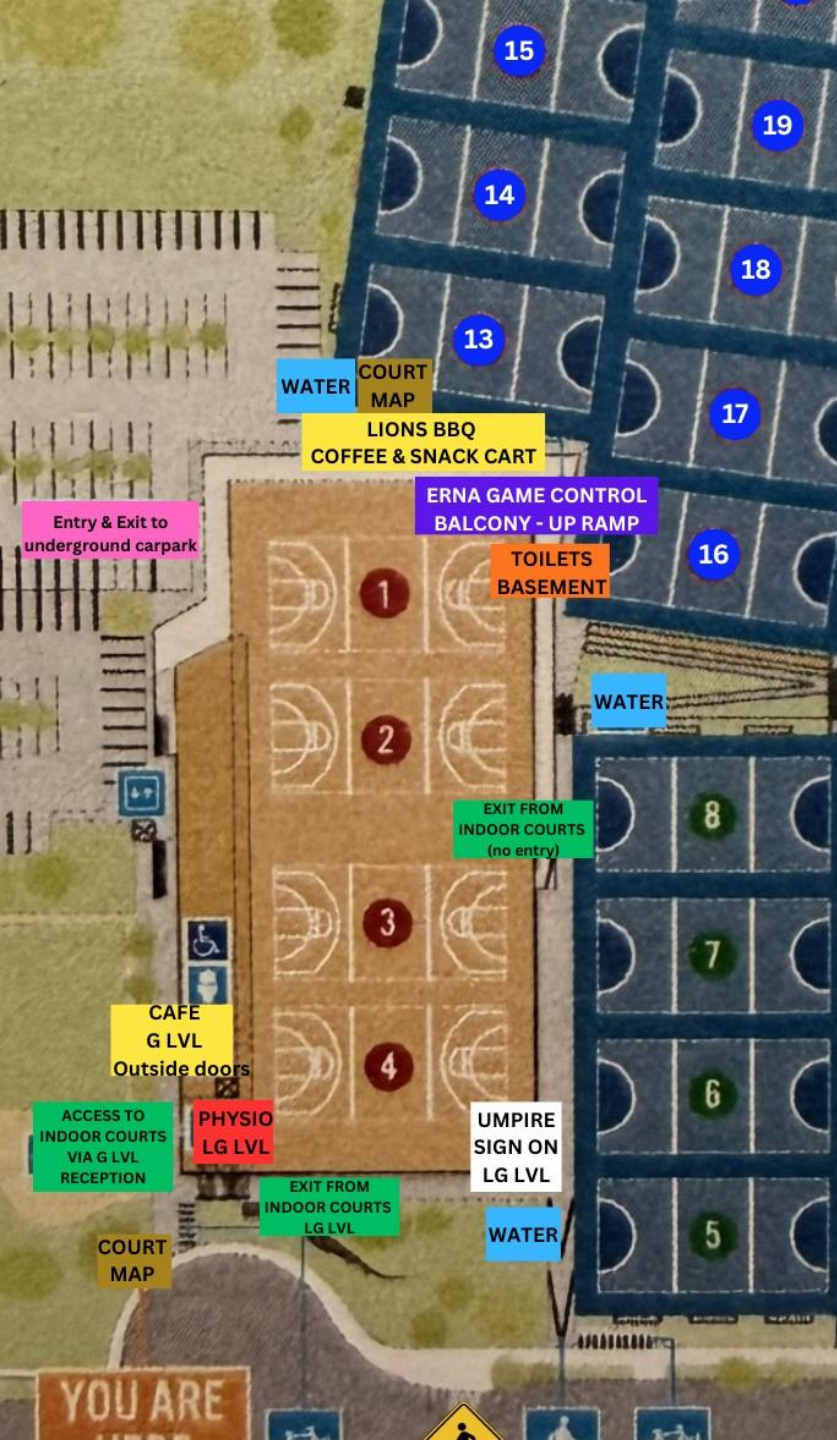 15
19
14
18
13
17
WATER
COURT
MAP
LIONS BBQ
COFFEE & SNACK CART
ERNA GAME CONTROL
BALCONY - UP RAMP
Entry & Exit to
underground carpark
16
TOILETS
BASEMENT
1
WATER
2
8
EXIT FROM
INDOOR COURTS
(no entry)
3
7
CAFE
G LVL
Outside doors
4
6
ACCESS TO
INDOOR COURTS
VIA G LVL
RECEPTION
PHYSIO
LG LVL
UMPIRE
SIGN ON
LG LVL
EXIT FROM
INDOOR COURTS
LG LVL
WATER
5
COURT
MAP
YOU ARE
HERE